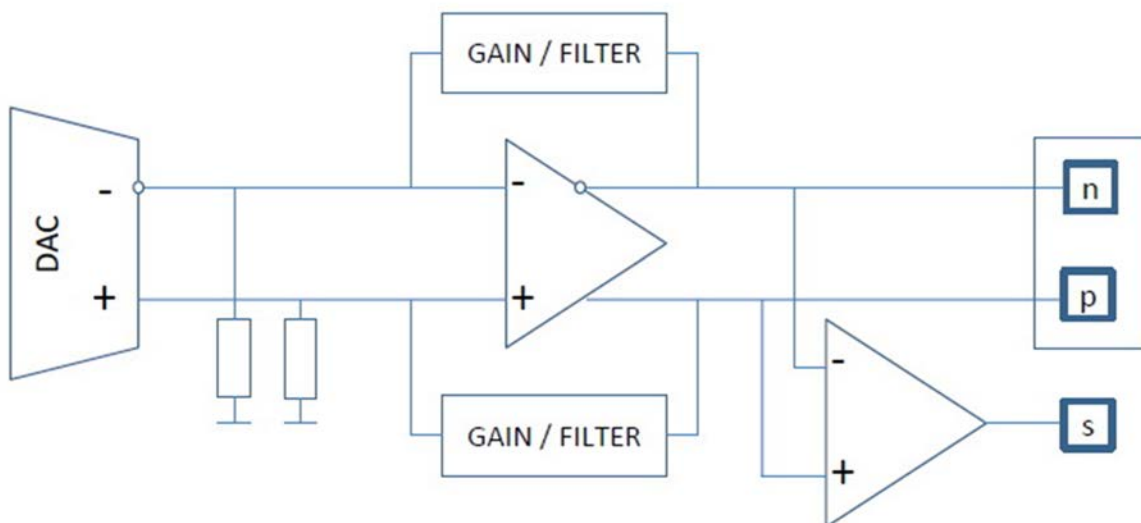 GAIN / FILTER
DAC
-
+
-
+
n
p
GAIN / FILTER
-
+
s